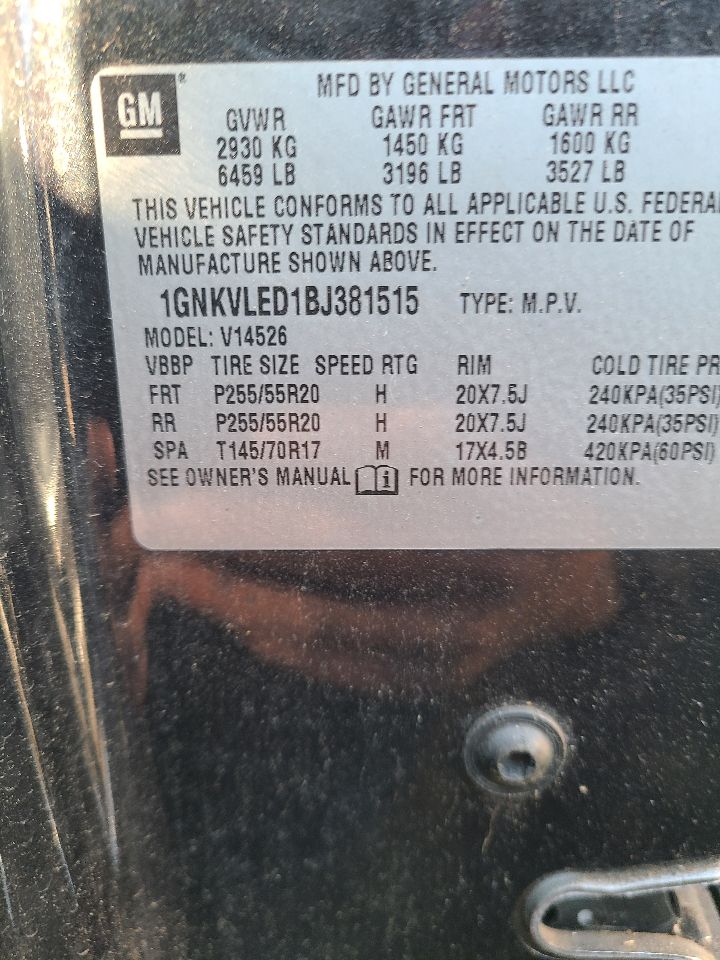 GM®
MFD BY GENERAL MOTORS LLC
GVWR GAWR FRT GAWR RR
2930 KG 1450 KG 1600 KG
6459 LB 3196 LB 3527 LB
THIS VEHICLE CONFORMS TO ALL APPLICABLE U.S. FEDERA
VEHICLE SAFETY STANDARDS IN EFFECT ON THE DATE OF
MANUFACTURE SHOWN ABOVE.
1GNKVLED1BJ381515 TYPE: M.P.V.
MODEL: V14526
VBBP TIRE SIZE SPEED RTG RIM COLD TIRE PR
FRT P255/55R20 H 20X7.5J 240KPA(35PSI)
RR P255/55R20 H 20X7.5J 240KPA(35PSI)
SPA T145/70R17 M 17X4.5B 420KPA(60PSI)
SEE OWNER'S MANUAL i FOR MORE INFORMATION.